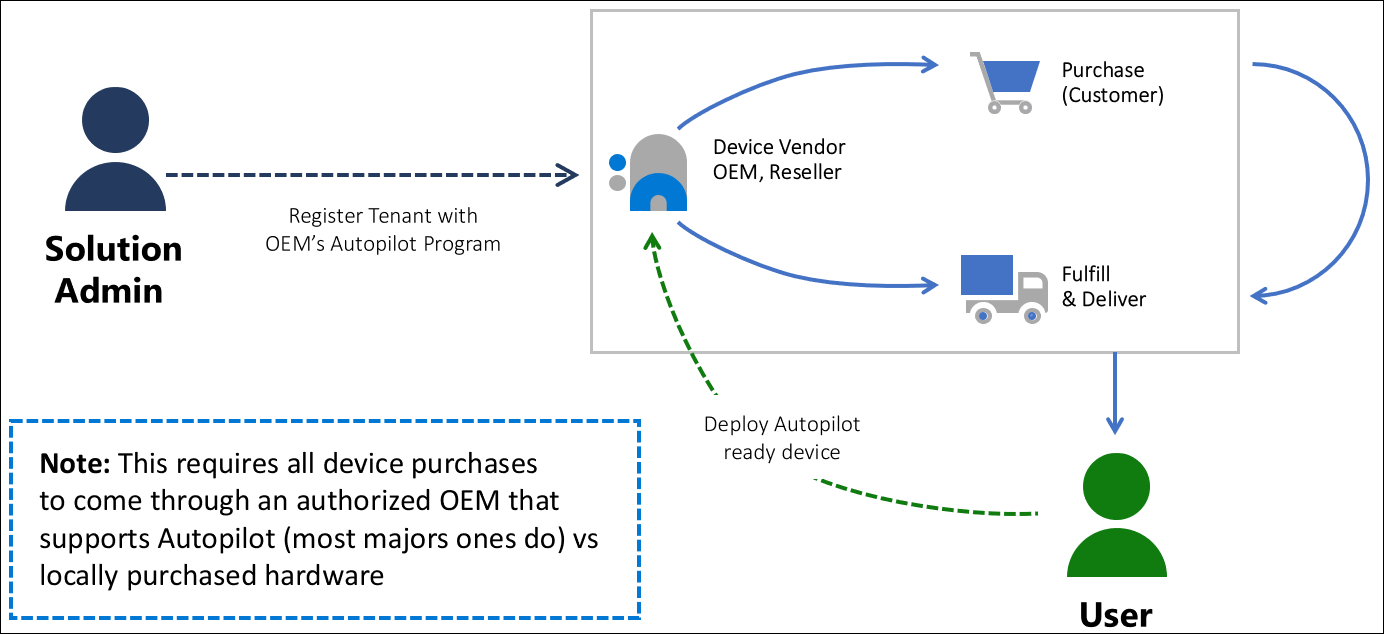 Solution
Admin
Register Tenant with
OEM's Autopilot Program
Device Vendor
OEM, Reseller
Purchase
(Customer)
Fulfill
& Deliver
Deploy Autopilot
ready device
Note: This requires all device purchases
to come through an authorized OEM that
supports Autopilot (most majors ones do) vs
locally purchased hardware
User